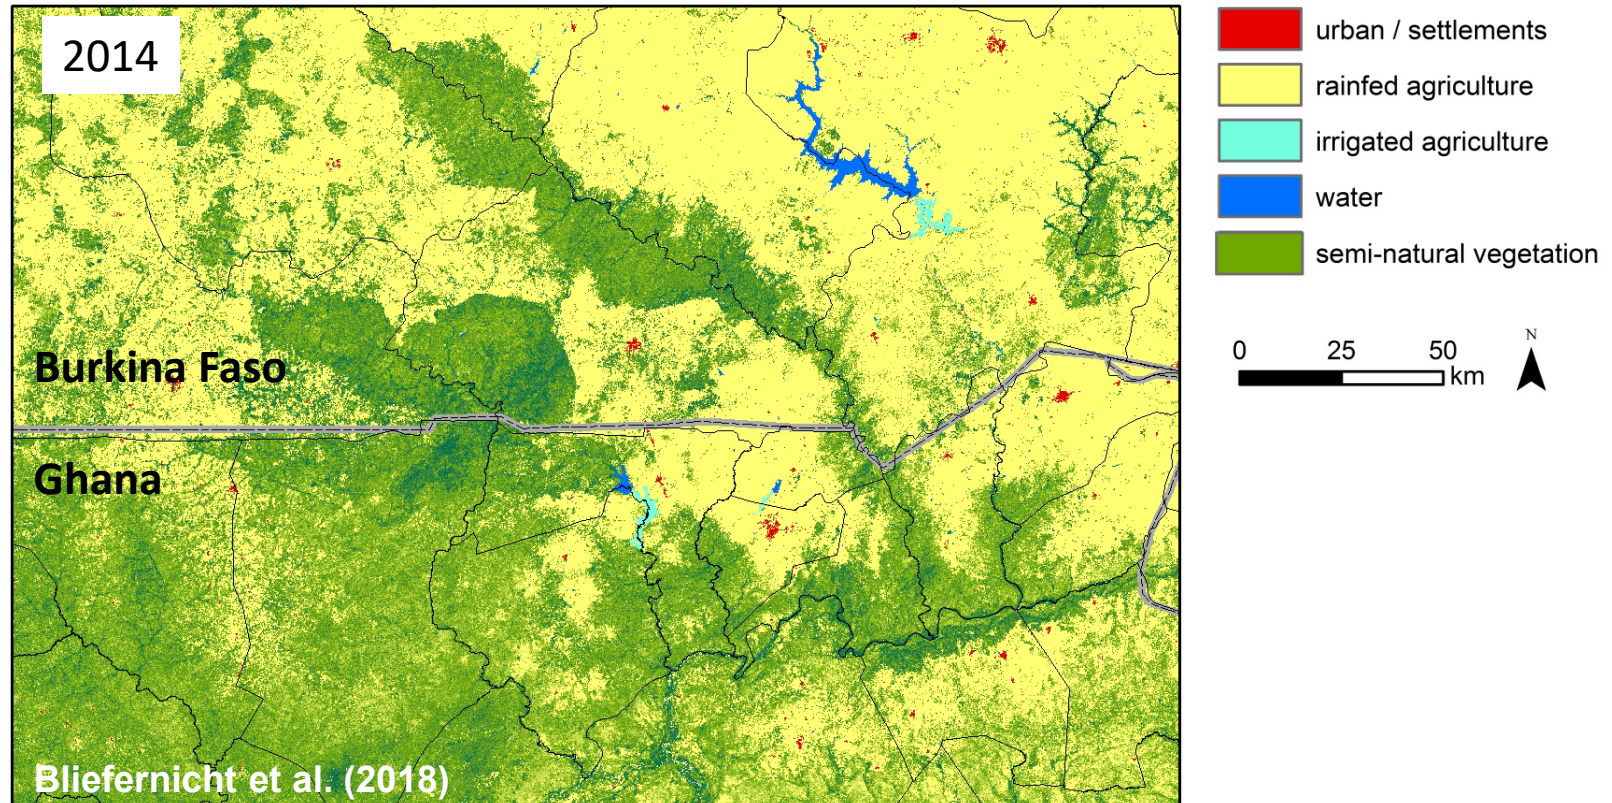 2014
Burkina Faso
Ghana
Bliefernicht et al. (2018)
urban / settlements
rainfed agriculture
irrigated agriculture
water
semi-natural vegetation
0 25 50 km
N